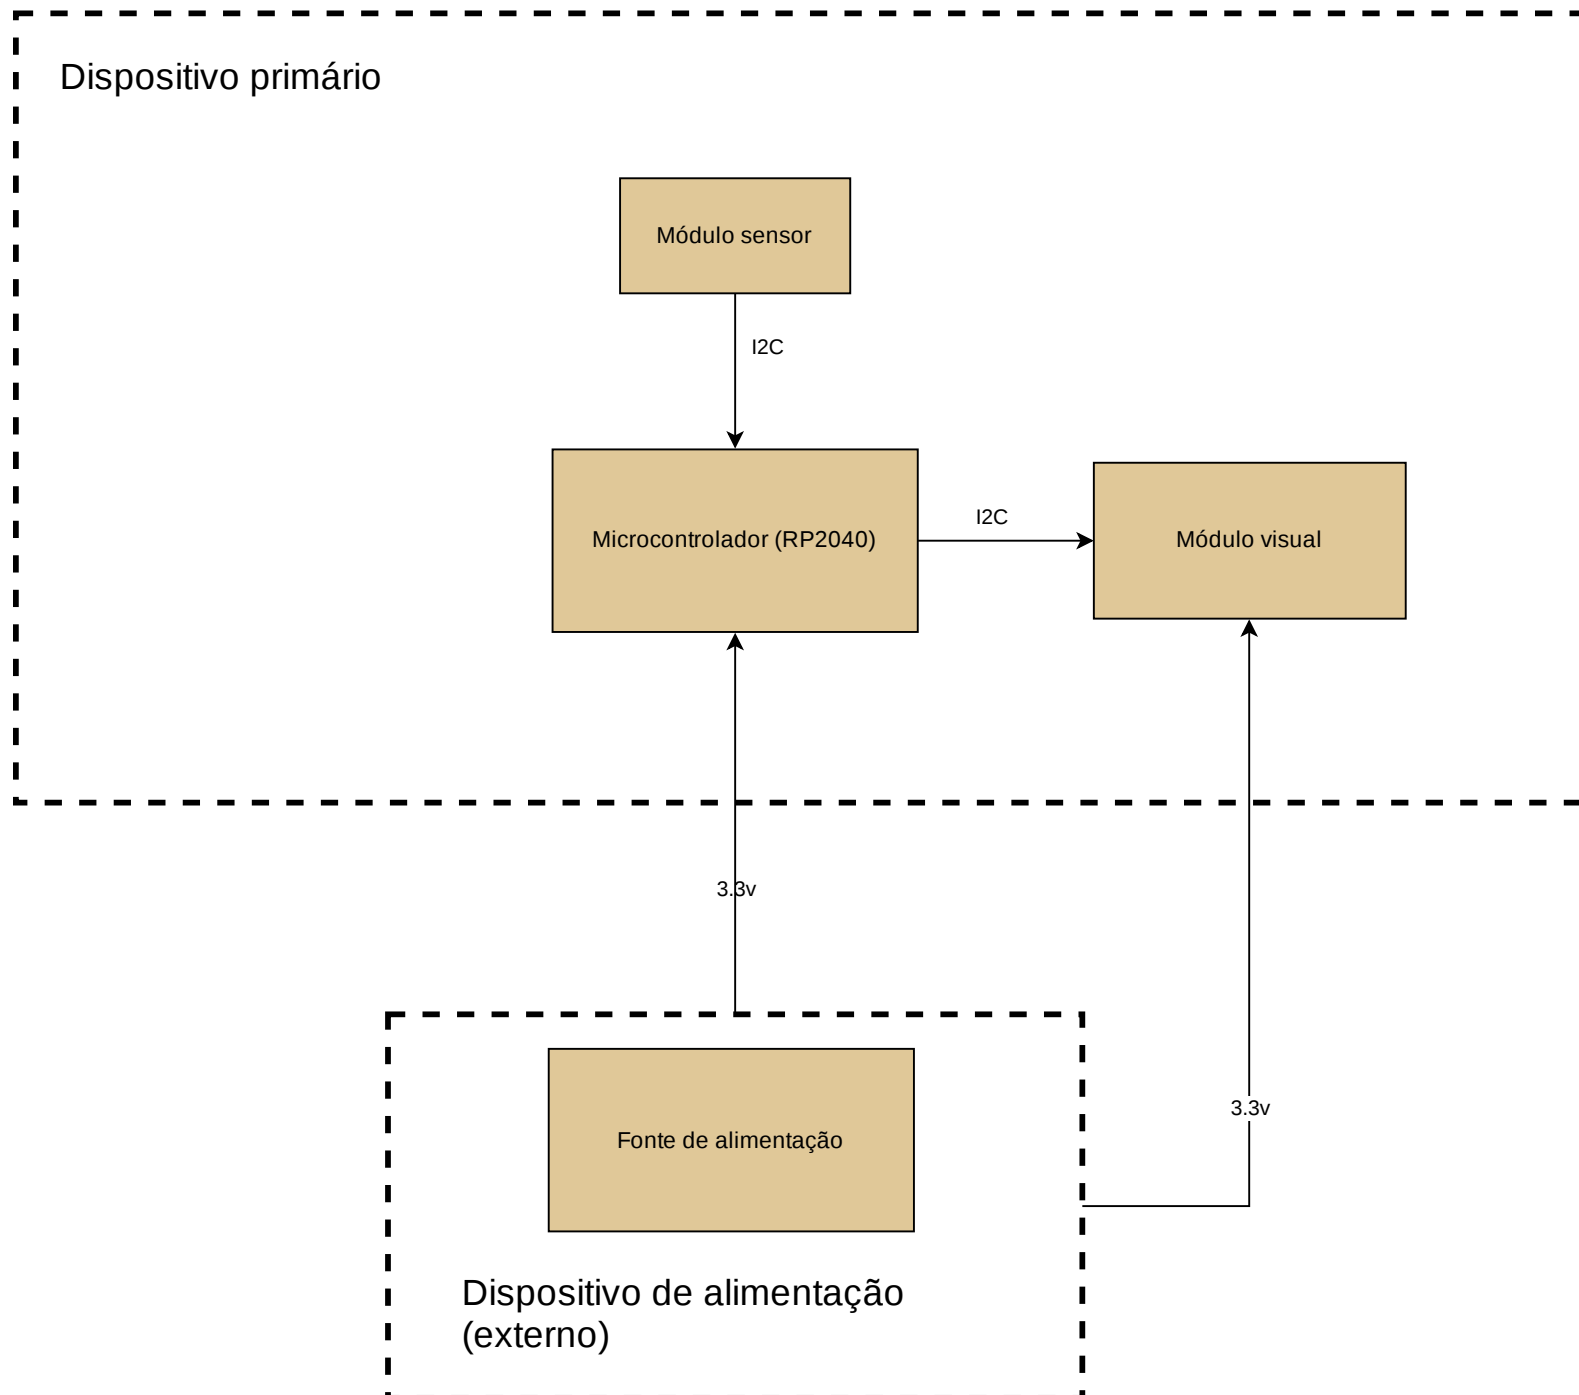 Dispositivo primário
Módulo sensor
I2C
Microcontrolador (RP2040)
I2C
Módulo visual
3.3v
3.3v
Fonte de alimentação
Dispositivo de alimentação
(externo)